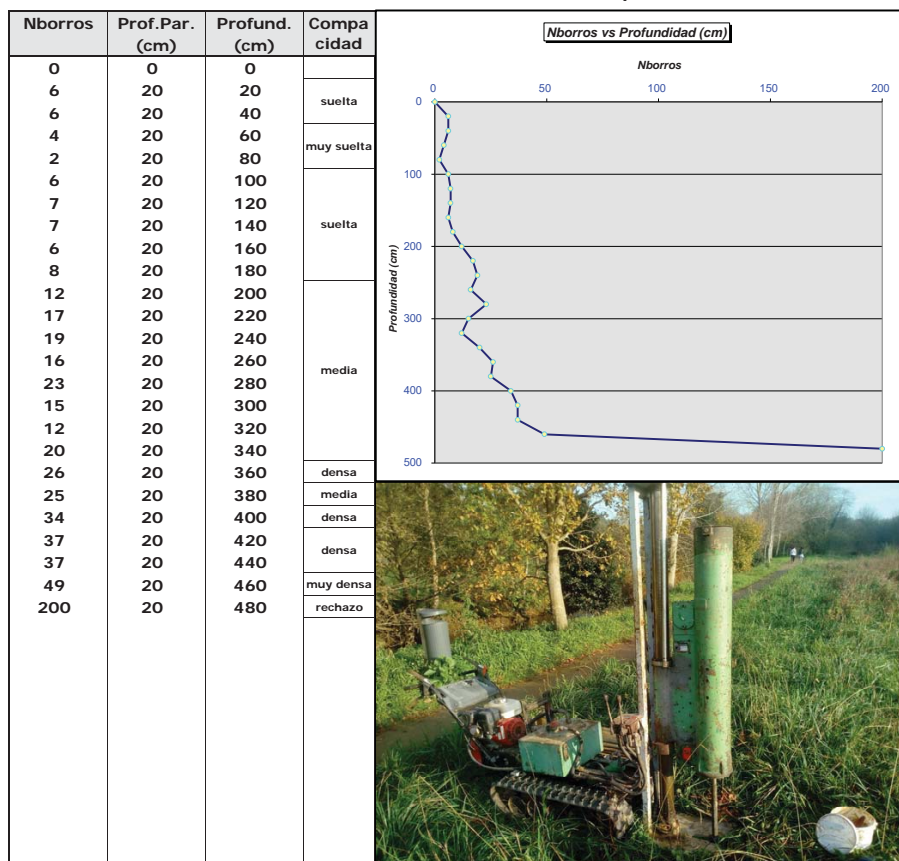 Nborros Prof.Par. (cm) Profund. (cm) Compa cidad
0 0 0
6 20 20 suelta
6 20 40
4 20 60 muy suelta
2 20 80
6 20 100 suelta
7 20 120
7 20 140
6 20 160
8 20 180
12 20 200 media
17 20 220
19 20 240
16 20 260
23 20 280
15 20 300
12 20 320
20 20 340
26 20 360 densa
25 20 380 media
34 20 400 densa
37 20 420 densa
37 20 440
49 20 460 muy densa
200 20 480 rechazo
Nborros vs Profundidad (cm)
Nborros
0 50 100 150 200
0
100
200
300
400
500
Profundidad (cm)